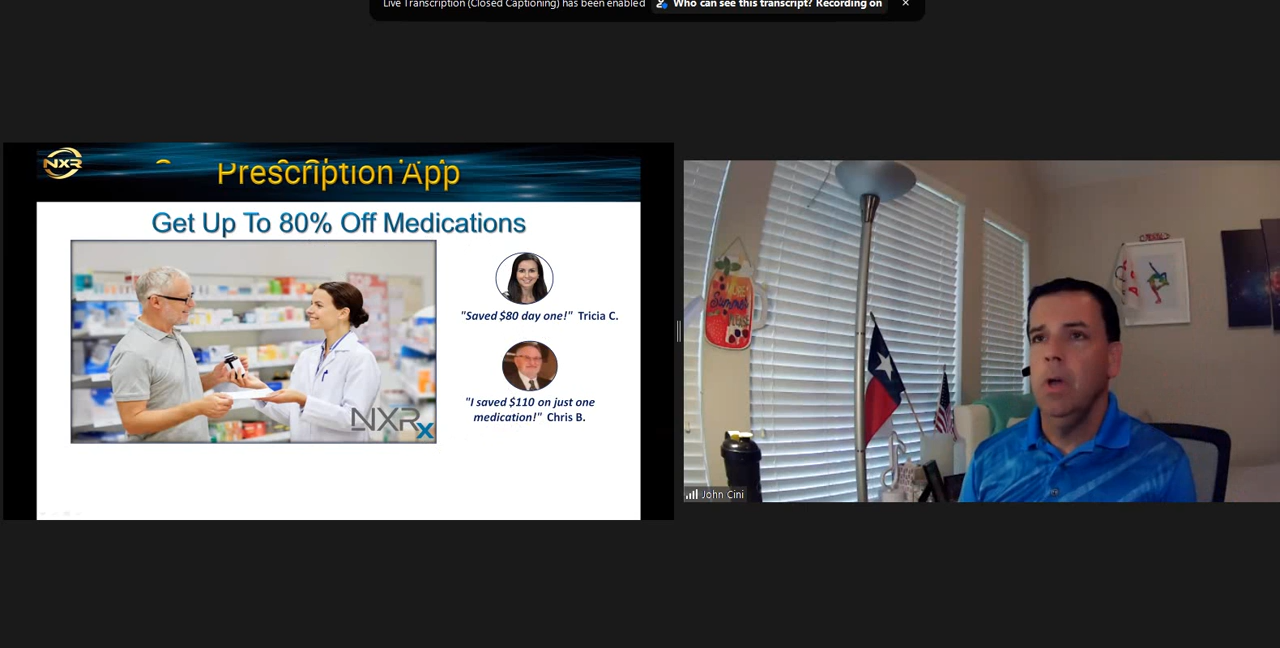 Live Transcription (Closed Captioning) has been enabled
Who can see this transcript? Recording on
NXR
Prescription App
Get Up To 80% Off Medications
"Saved $80 day one!" Tricia C.
"I saved $110 on just one
medication!" Chris B.
NXRx
John Cini